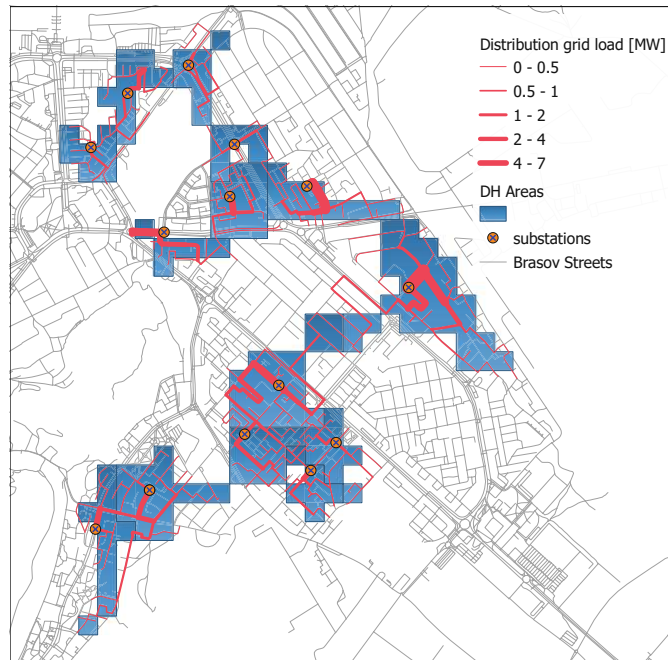 Distribution grid load [MW]
0 - 0.5
0.5 - 1
1 - 2
2 - 4
4 - 7
DH Areas
substations
Brasov Streets